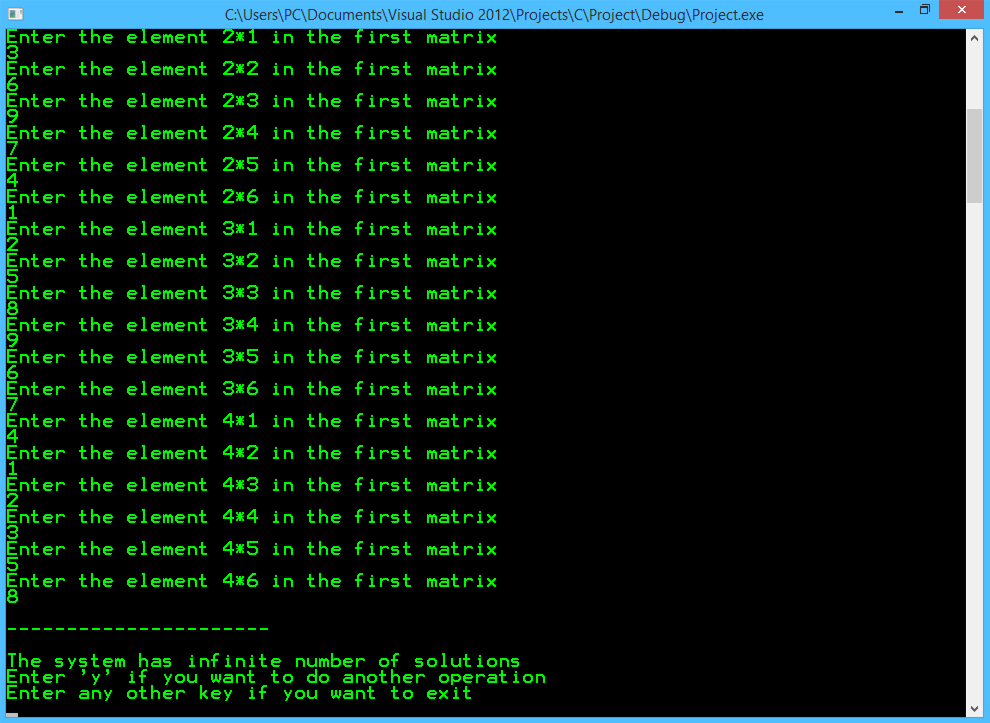 C:\Users\PC\Documents\Visual Studio 2012\Projects\C\Project\Debug\Project.exe
Enter the element 2*1 in the first matrix
3
Enter the element 2*2 in the first matrix
6
Enter the element 2*3 in the first matrix
9
Enter the element 2*4 in the first matrix
7
Enter the element 2*5 in the first matrix
4
Enter the element 2*6 in the first matrix
1
Enter the element 3*1 in the first matrix
2
Enter the element 3*2 in the first matrix
5
Enter the element 3*3 in the first matrix
8
Enter the element 3*4 in the first matrix
9
Enter the element 3*5 in the first matrix
6
Enter the element 3*6 in the first matrix
7
Enter the element 4*1 in the first matrix
4
Enter the element 4*2 in the first matrix
1
Enter the element 4*3 in the first matrix
2
Enter the element 4*4 in the first matrix
3
Enter the element 4*5 in the first matrix
5
Enter the element 4*6 in the first matrix
8
----------------------
The system has infinite number of solutions
Enter 'y' if you want to do another operation
Enter any other key if you want to exit